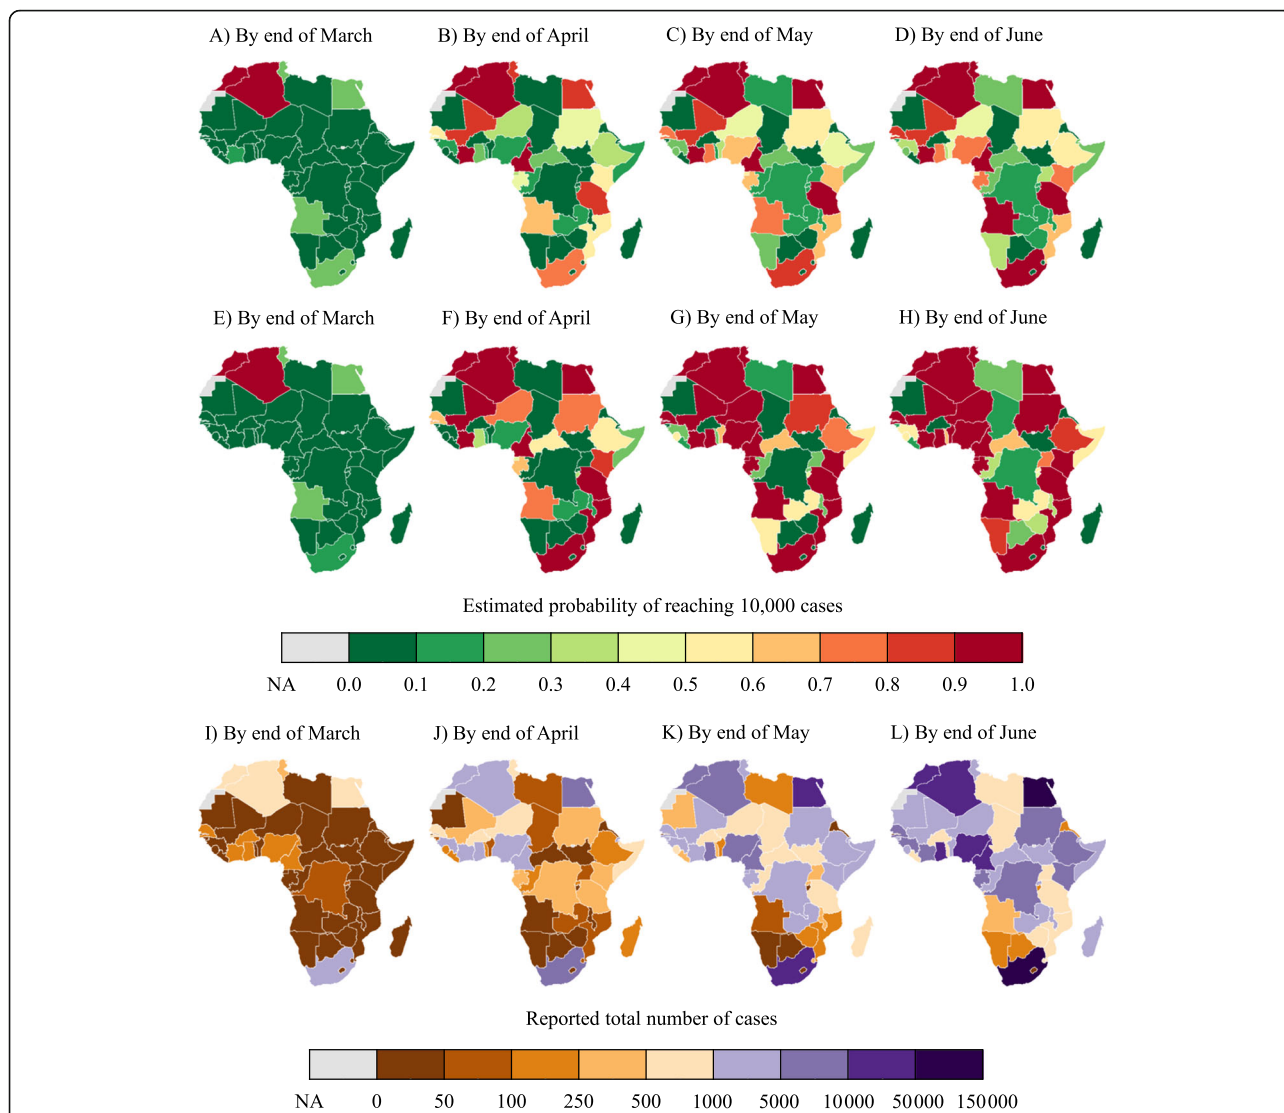 A) By end of March B) By end of April C) By end of May D) By end of June
E) By end of March F) By end of April G) By end of May H) By end of June
Estimated probability of reaching 10,000 cases
NA 0.0 0.1 0.2 0.3 0.4 0.5 0.6 0.7 0.8 0.9 1.0
I) By end of March J) By end of April K) By end of May L) By end of June
Reported total number of cases
NA 0 50 100 250 500 1000 5000 10000 50000 150000